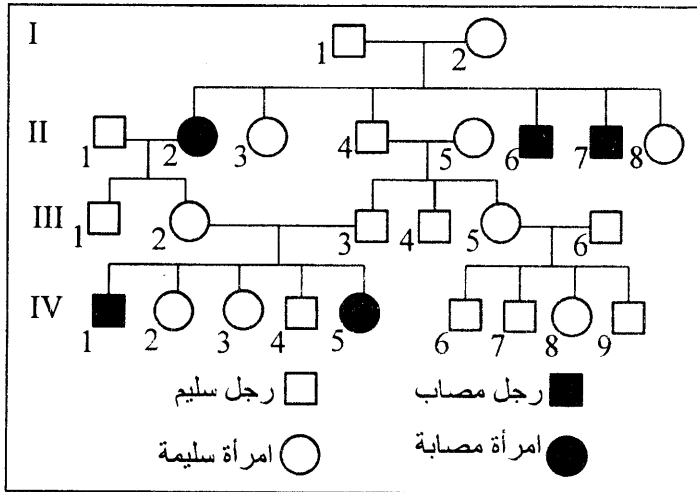 I
1 2
II
1 2 3 4 5 6 7 8
III
1 2 3 4 5 6
IV
1 2 3 4 5 6 7 8 9
رجل سليم رجل مصاب
امرأة سليمة امرأة مصابة